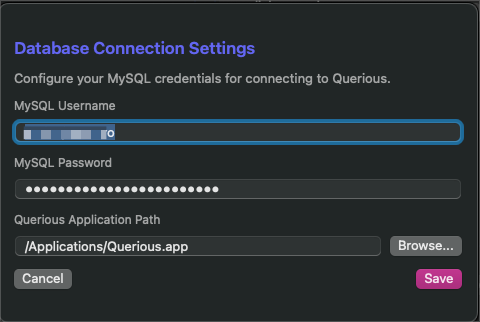 Database Connection Settings
Configure your MySQL credentials for connecting to Querious.
MySQL Username
MySQL Password
●●●●●●●●●●●●●●●●●●●●●●●●
Querious Application Path
/Applications/Querious.app
Browse...
Cancel
Save